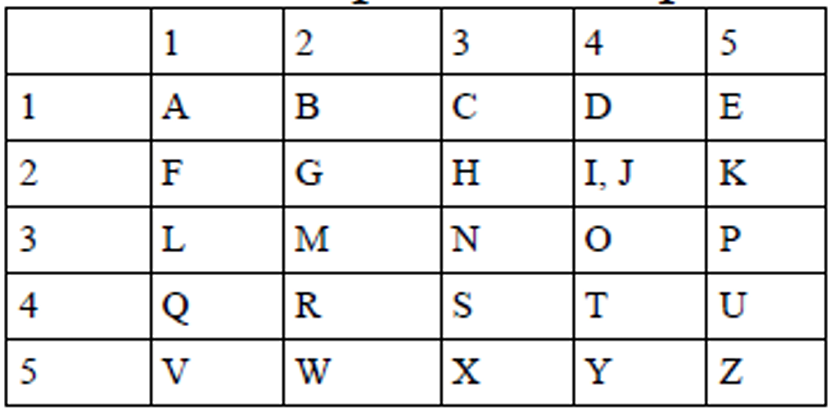 1 2 3 4 5
1 A B C D E
2 F G H I, J K
3 L M N O P
4 Q R S T U
5 V W X Y Z